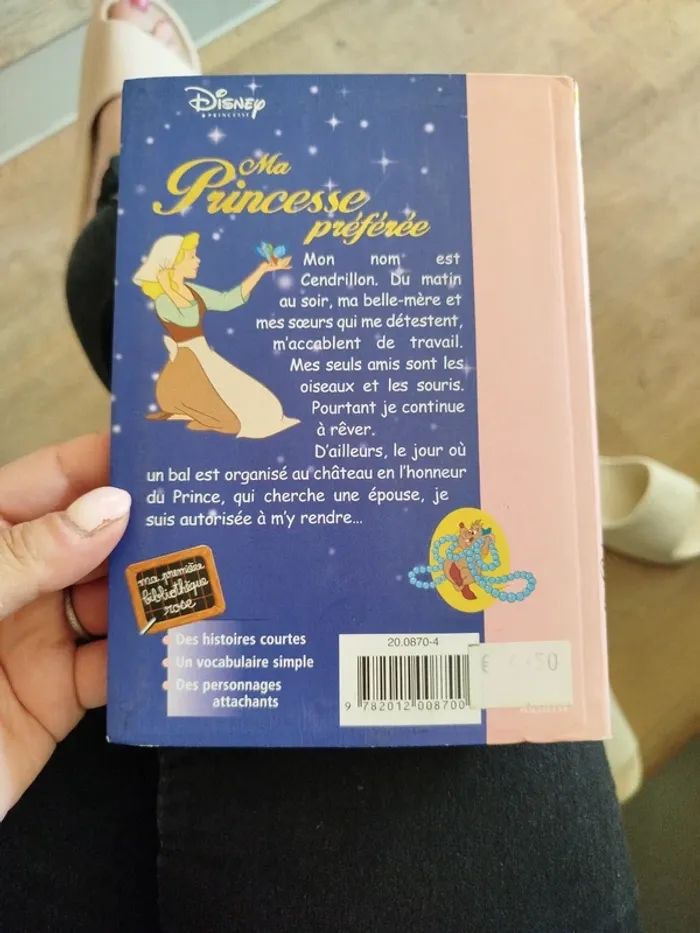 Disney
PRINCESSE
Ma
Princesse
préférée
Mon nom est
Cendrillon. Du matin
au soir, ma belle-mère et
mes sœurs qui me détestent,
m'accablent de travail.
Mes seuls amis sont les
oiseaux et les souris.
Pourtant je continue
à rêver.
D'ailleurs, le jour où
un bal est organisé au château en l'honneur
du Prince, qui cherche une épouse, je
suis autorisée à m'y rendre...
ma première
bibliothèque
rose
Des histoires courtes
Un vocabulaire simple
Des personnages
attachants
20.0870-4
9 782012 008700
€ 4.50